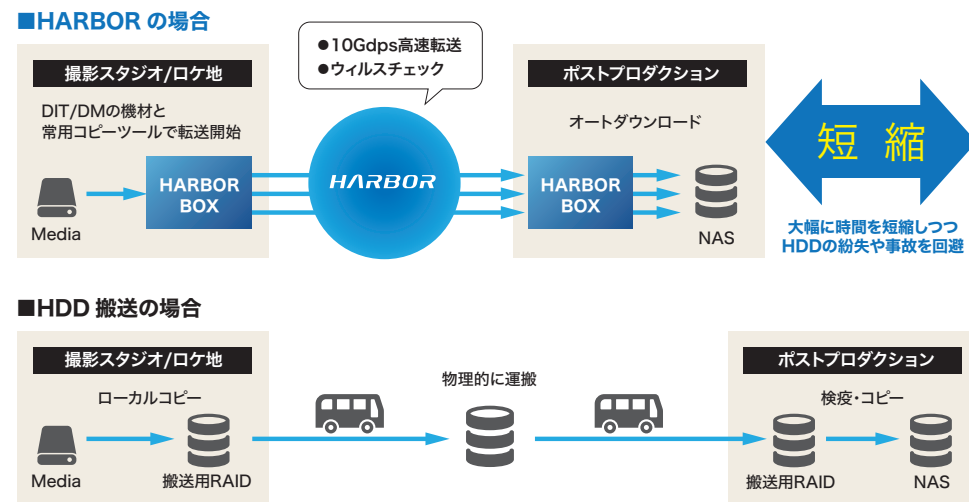 ■HARBOR の場合
●10Gdps高速転送
●ウィルスチェック
撮影スタジオ/ロケ地
DIT/DMの機材と
常用コピーツールで転送開始
Media
HARBOR
BOX
HARBOR
ポストプロダクション
オートダウンロード
HARBOR
BOX
NAS
短 縮
大幅に時間を短縮しつつ
HDDの紛失や事故を回避
■HDD 搬送の場合
撮影スタジオ/ロケ地
ローカルコピー
Media
搬送用RAID
物理的に運搬
ポストプロダクション
検疫・コピー
搬送用RAID
NAS